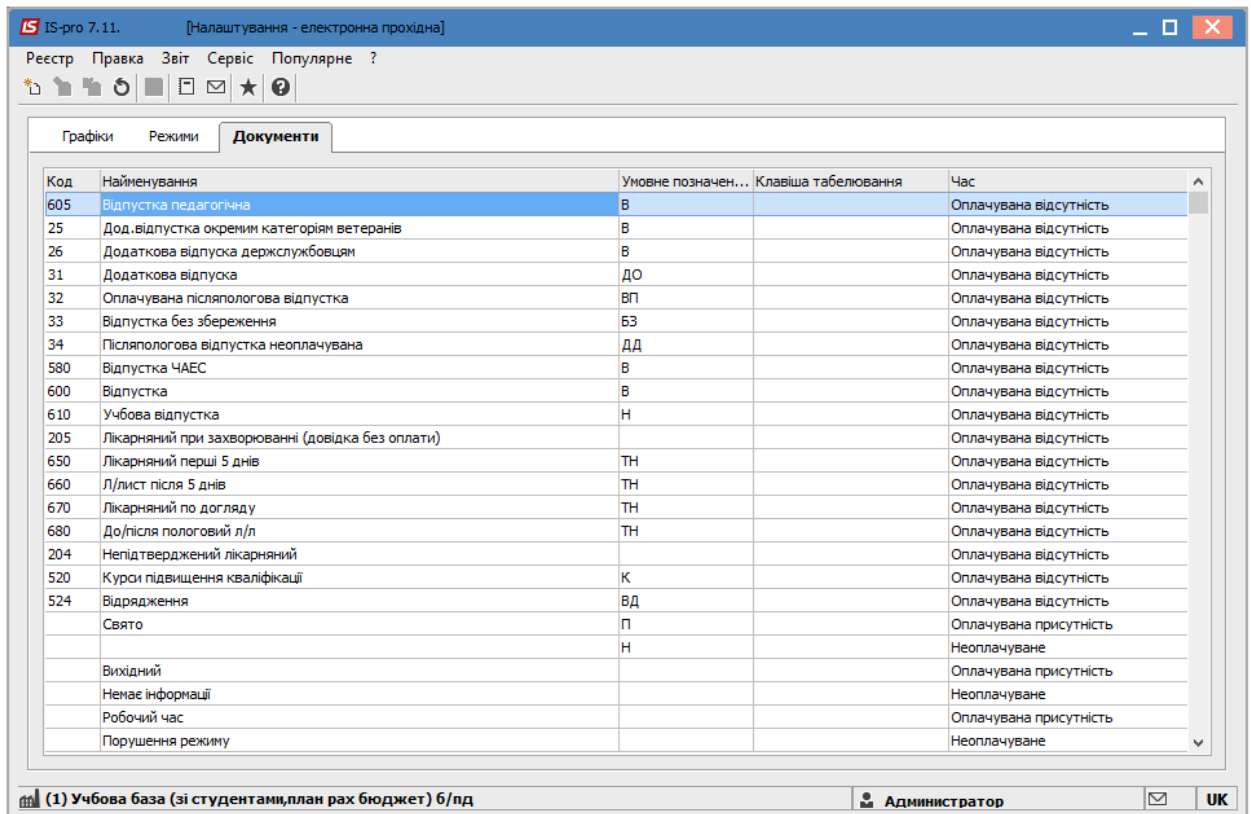 IS-pro 7.11. [Налаштування - електронна прохідна]
Реєстр Правка Звіт Сервіс Популярне ?
Графіки Режими Документи
Код Найменування Умовне позначен... Клавіша табелювання Час
605 Відпустка педагогічна В Оплачувана відсутність
25 Дод.відпустка окремим категоріям ветеранів В Оплачувана відсутність
26 Додаткова відпуска держслужбовцям В Оплачувана відсутність
31 Додаткова відпуска ДО Оплачувана відсутність
32 Оплачувана післяпологова відпустка ВП Оплачувана відсутність
33 Відпустка без збереження БЗ Оплачувана відсутність
34 Післяпологова відпустка неоплачувана ДД Оплачувана відсутність
580 Відпустка ЧАЕС В Оплачувана відсутність
600 Відпустка В Оплачувана відсутність
610 Учбова відпустка Н Оплачувана відсутність
205 Лікарняний при захворюванні (довідка без оплати) Оплачувана відсутність
650 Лікарняний перші 5 днів ТН Оплачувана відсутність
660 Л/лист після 5 днів ТН Оплачувана відсутність
670 Лікарняний по догляду ТН Оплачувана відсутність
680 До/після пологовий л/л ТН Оплачувана відсутність
204 Непідтверджений лікарняний Оплачувана відсутність
520 Курси підвищення кваліфікації К Оплачувана відсутність
524 Відрядження ВД Оплачувана відсутність
Свято П Оплачувана присутність
Н Неоплачуване
Вихідний Оплачувана присутність
Немає інформації Неоплачуване
Робочий час Оплачувана присутність
Порушення режиму Неоплачуване
(1) Учбова база (зі студентами,план рах бюджет) б/пд Администратор UK